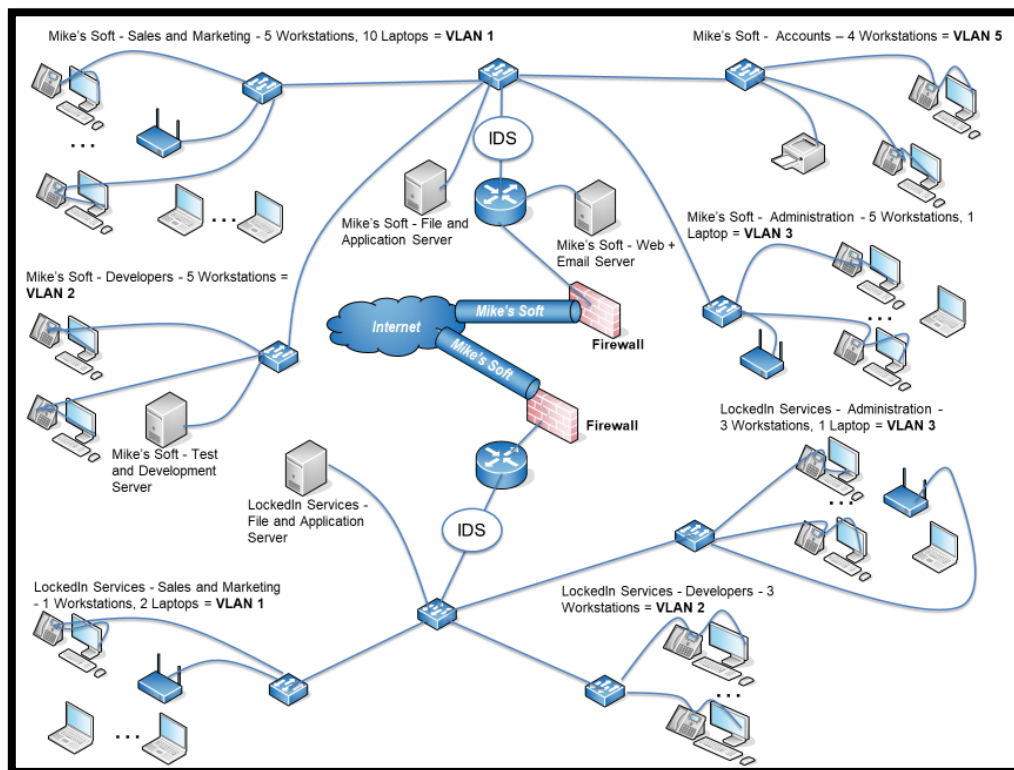 Mike's Soft - Sales and Marketing - 5 Workstations, 10 Laptops = VLAN 1
Mike's Soft - Accounts – 4 Workstations = VLAN 5
...
IDS
...
Mike's Soft - File and
Application Server
Mike's Soft - Web +
Email Server
Mike's Soft - Administration - 5 Workstations, 1
Laptop = VLAN 3
...
Mike's Soft - Developers - 5 Workstations =
VLAN 2
Internet
Mike's Soft
Firewall
Mike's Soft
Firewall
Mike's Soft - Test
and Development
Server
LockedIn Services -
File and Application
Server
IDS
LockedIn Services - Administration -
3 Workstations, 1 Laptop = VLAN 3
...
LockedIn Services - Sales and Marketing
- 1 Workstations, 2 Laptops = VLAN 1
...
LockedIn Services - Developers - 3
Workstations = VLAN 2
...